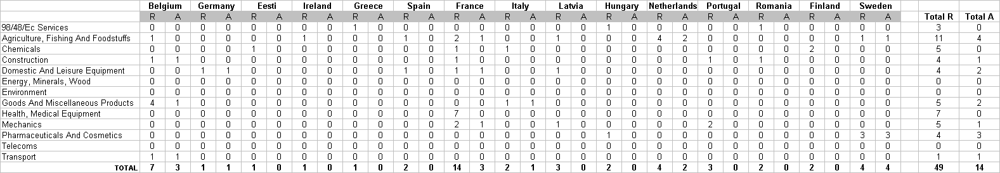 Belgium Germany Eesti Ireland Greece Spain France Italy Latvia Hungary Netherlands Portugal Romania Finland Sweden
R A R A R A R A R A R A R A R A R A R A R A R A R A R A R A Total R Total A
98/48/Ec Services 0 0 0 0 0 0 0 0 1 0 0 0 0 0 0 0 0 0 1 0 0 0 0 0 1 0 0 0 0 0 3 0
Agriculture, Fishing And Foodstuffs 1 0 0 0 0 0 1 0 0 0 1 0 2 1 0 0 1 0 0 0 4 2 0 0 0 0 0 0 1 1 11 4
Chemicals 0 0 0 0 1 0 0 0 0 0 0 0 1 0 1 0 0 0 0 0 0 0 0 0 0 0 2 0 0 0 5 0
Construction 1 1 0 0 0 0 0 0 0 0 0 0 1 0 0 0 0 0 0 0 0 0 1 0 1 0 0 0 0 0 4 1
Domestic And Leisure Equipment 0 0 1 1 0 0 0 0 0 0 1 0 1 1 0 0 1 0 0 0 0 0 0 0 0 0 0 0 0 0 4 2
Energy, Minerals, Wood 0 0 0 0 0 0 0 0 0 0 0 0 0 0 0 0 0 0 0 0 0 0 0 0 0 0 0 0 0 0 0 0
Environment 0 0 0 0 0 0 0 0 0 0 0 0 0 0 0 0 0 0 0 0 0 0 0 0 0 0 0 0 0 0 0 0
Goods And Miscellaneous Products 4 1 0 0 0 0 0 0 0 0 0 0 0 0 1 1 0 0 0 0 0 0 0 0 0 0 0 0 0 0 5 2
Health, Medical Equipment 0 0 0 0 0 0 0 0 0 0 0 0 7 0 0 0 0 0 0 0 0 0 0 0 0 0 0 0 0 0 7 0
Mechanics 0 0 0 0 0 0 0 0 0 0 0 0 2 1 0 0 1 0 0 0 0 0 2 0 0 0 0 0 0 0 5 1
Pharmaceuticals And Cosmetics 0 0 0 0 0 0 0 0 0 0 0 0 0 0 0 0 0 0 1 0 0 0 0 0 0 0 0 0 3 3 4 3
Telecoms 0 0 0 0 0 0 0 0 0 0 0 0 0 0 0 0 0 0 0 0 0 0 0 0 0 0 0 0 0 0 0 0
Transport 1 1 0 0 0 0 0 0 0 0 0 0 0 0 0 0 0 0 0 0 0 0 0 0 0 0 0 0 0 0 1 1
TOTAL 7 3 1 1 1 0 1 0 1 0 2 0 14 3 2 1 3 0 2 0 4 2 3 0 2 0 2 0 4 4 49 14